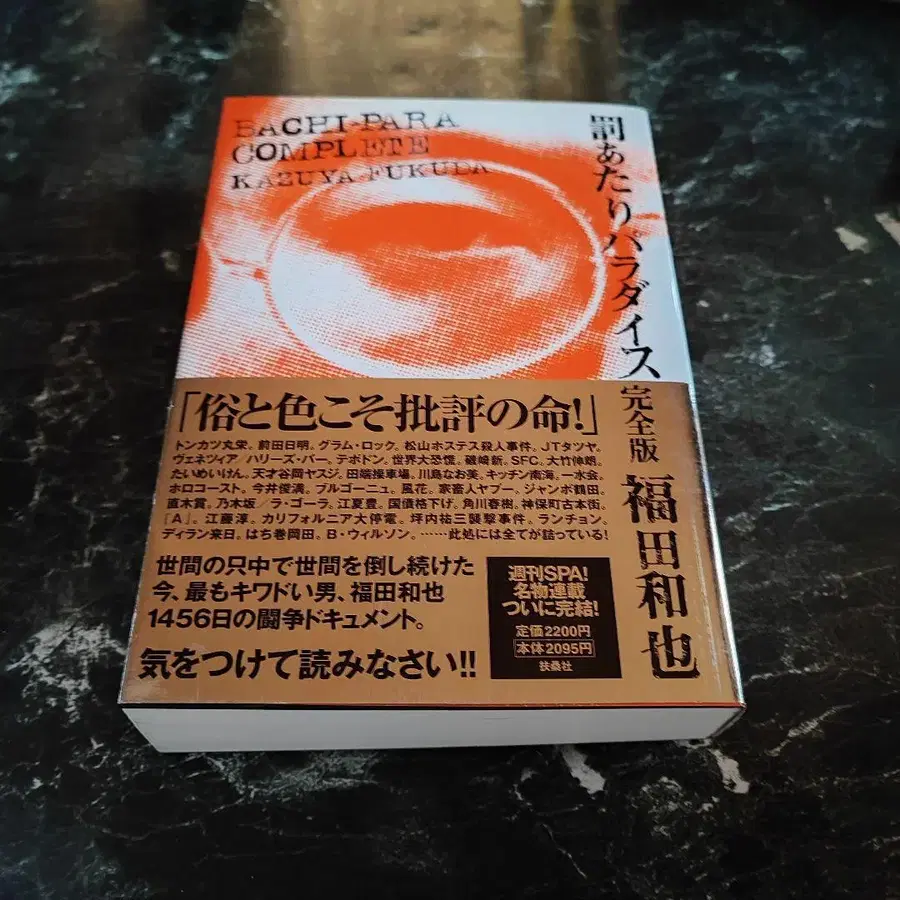 BACHI-PARA
COMPLETE
KAZUYA FUKUDA
罰あたりパラダイス 完全版 福田和也
「俗と色こそ批評の命!」
トンカツ丸栄。前田日明。グラム・ロック。松山ホステス殺人事件。JTタツヤ。
ヴェネツィア/ハリーズ・バー。テポドン。世界大恐慌。磯崎新。SFC。大竹伸朗。
たいめいけん。天才谷岡ヤスジ。田端操車場。川島なお美。キッチン南海。一水会。
ホロコースト。今井俊満。ブルゴーニュ。風花。家畜人ヤプー。ジャンボ鶴田。
直木賞。乃木坂/ラ・ゴーラ。江夏豊。国債格下げ。角川春樹。神保町古本街。
「A」。江藤淳。カリフォルニア大停電。坪内祐三襲撃事件。ランチョン。
ディラン来日。はち巻岡田。B・ウィルソン。……此処には全てが詰っている!
世間の只中で世間を倒し続けた
今、最もキワドい男、福田和也
1456日の闘争ドキュメント。
気をつけて読みなさい!!
週刊SPA!
名物連載
ついに完結!
定価2200円
本体2095円
扶桑社